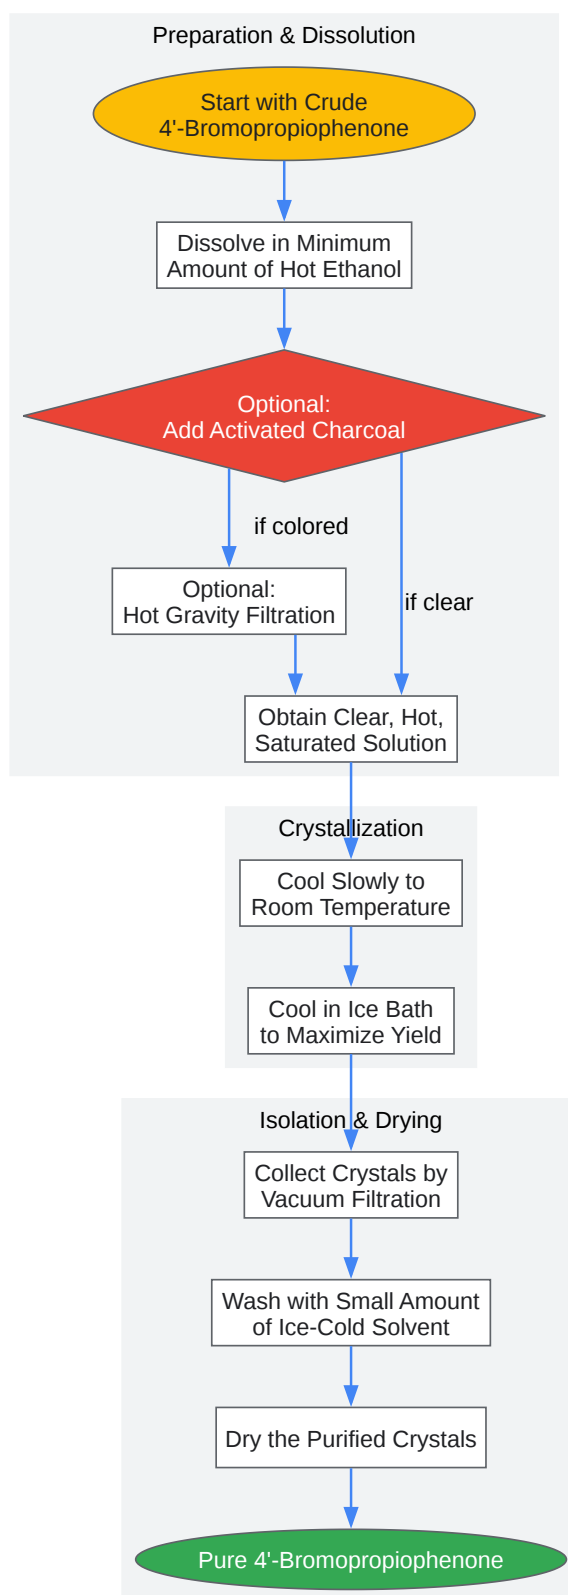 Preparation & Dissolution
Start with Crude
4'-Bromopropiophenone
Dissolve in Minimum
Amount of Hot Ethanol
Optional:
Add Activated Charcoal
if colored
Optional:
Hot Gravity Filtration
if clear
Obtain Clear, Hot,
Saturated Solution
Crystallization
Cool Slowly to
Room Temperature
Cool in Ice Bath
to Maximize Yield
Isolation & Drying
Collect Crystals by
Vacuum Filtration
Wash with Small Amount
of Ice-Cold Solvent
Dry the Purified Crystals
Pure 4'-Bromopropiophenone